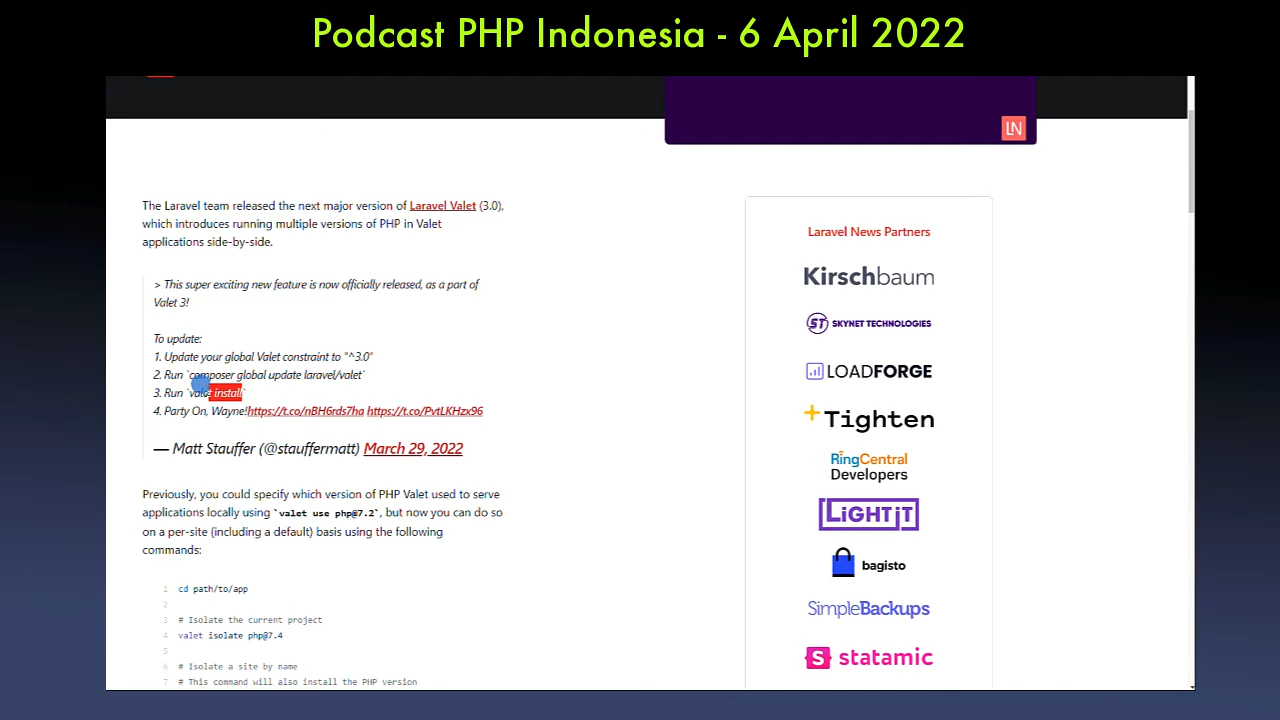 Podcast PHP Indonesia - 6 April 2022
LN
The Laravel team released the next major version of Laravel Valet (3.0),
which introduces running multiple versions of PHP in Valet
applications side-by-side.
> This super exciting new feature is now officially released, as a part of
Valet 3!
To update:
1. Update your global Valet constraint to "^3.0"
2. Run `composer global update laravel/valet`
3. Run `valet install`
4. Party On, Wayne!https://t.co/nBH6rds7ha https://t.co/PvtLKHzx96
— Matt Stauffer (@stauffermatt) March 29, 2022
Previously, you could specify which version of PHP Valet used to serve
applications locally using `valet use php@7.2`, but now you can do so
on a per-site (including a default) basis using the following
commands:
1 cd path/to/app
2
3 # Isolate the current project
4 valet isolate php@7.4
5
6 # Isolate a site by name
7 # This command will also install the PHP version
Laravel News Partners
Kirschbaum
ST SKYNET TECHNOLOGIES
LOADFORGE
Tighten
RingCentral
Developers
LiGHTiT
bagisto
SimpleBackups
S statamic